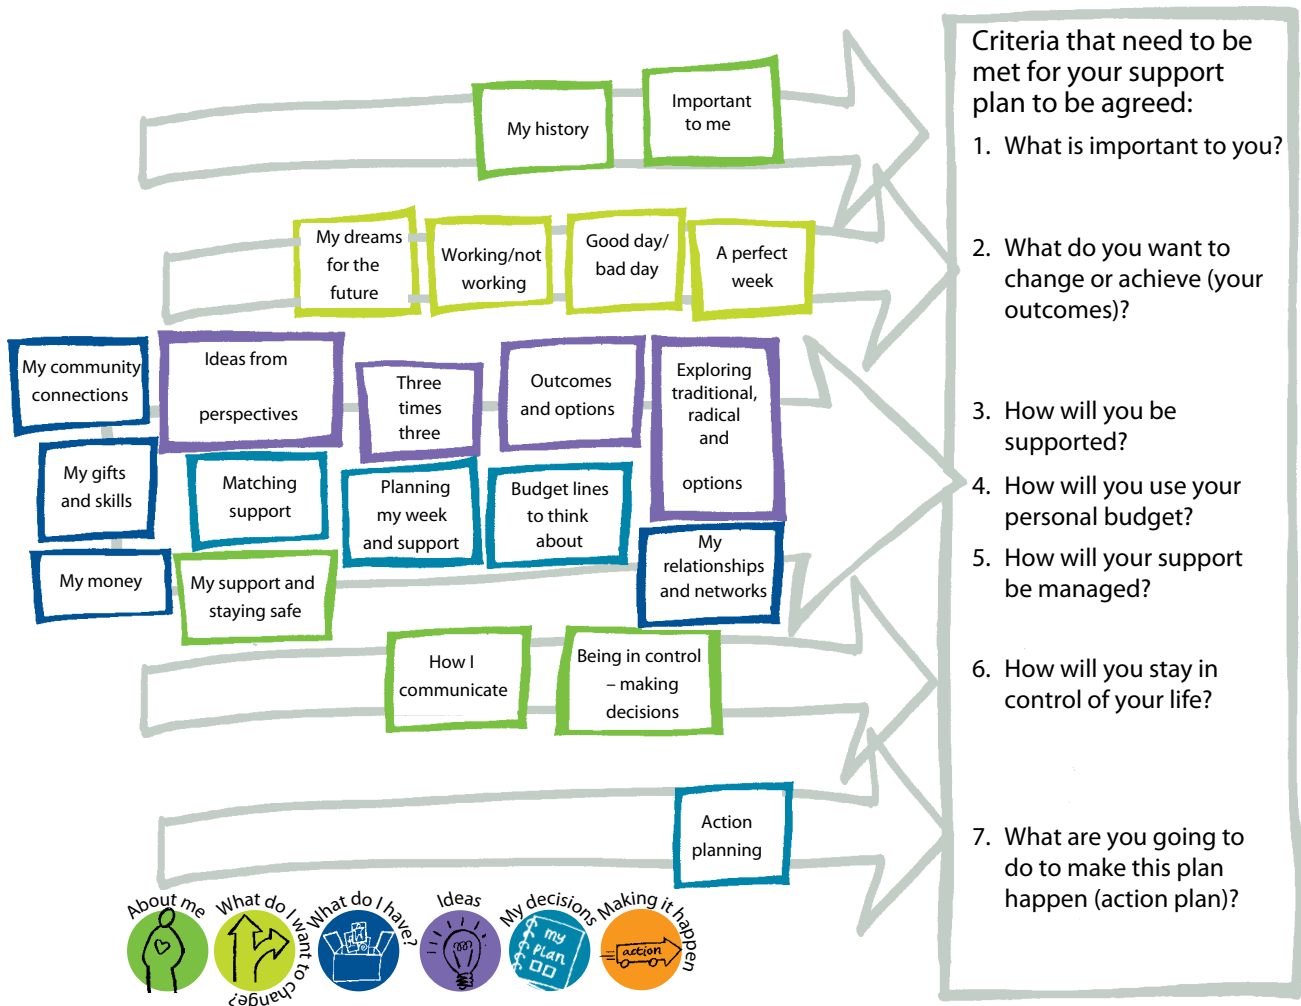 My history
Important
to me
My dreams
for the
future
Working/not
working
Good day/
bad day
A perfect
week
My community
connections
Ideas from
perspectives
Three
times
three
Outcomes
and options
Exploring
traditional,
radical
and
options
My gifts
and skills
Matching
support
Planning
my week
and support
Budget lines
to think
about
My money
My support and
staying safe
My
relationships
and networks
How I
communicate
Being in control
– making
decisions
Action
planning
Criteria that need to be
met for your support
plan to be agreed:
1. What is important to you?
2. What do you want to
change or achieve (your
outcomes)?
3. How will you be
supported?
4. How will you use your
personal budget?
5. How will your support
be managed?
6. How will you stay in
control of your life?
7. What are you going to
do to make this plan
happen (action plan)?
About me
What do I want to change?
What do I have?
Ideas
My decisions
my
plan
Making it happen
action